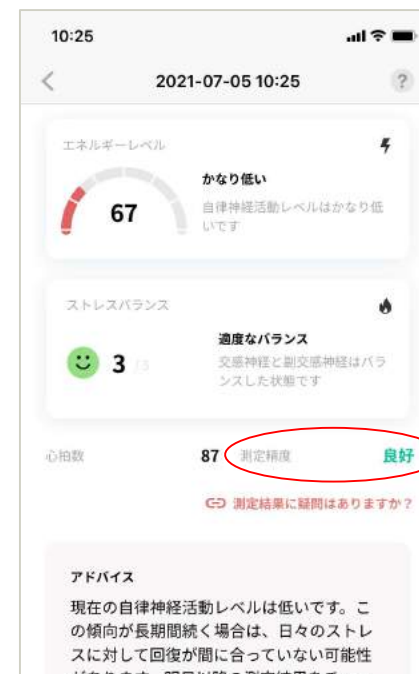 10:25
2021-07-05 10:25
?
エネルギーレベル
67
かなり低い
自律神経活動レベルはかなり低
いです
ストレスバランス
3 /5
適度なバランス
交感神経と副交感神経はバラ
ンスした状態です
心拍数 87 測定精度 良好
測定結果に疑問はありますか?
アドバイス
現在の自律神経活動レベルは低いです。こ
の傾向が長期間続く場合は、日々のストレ
スに対して回復が間に合っていない可能性